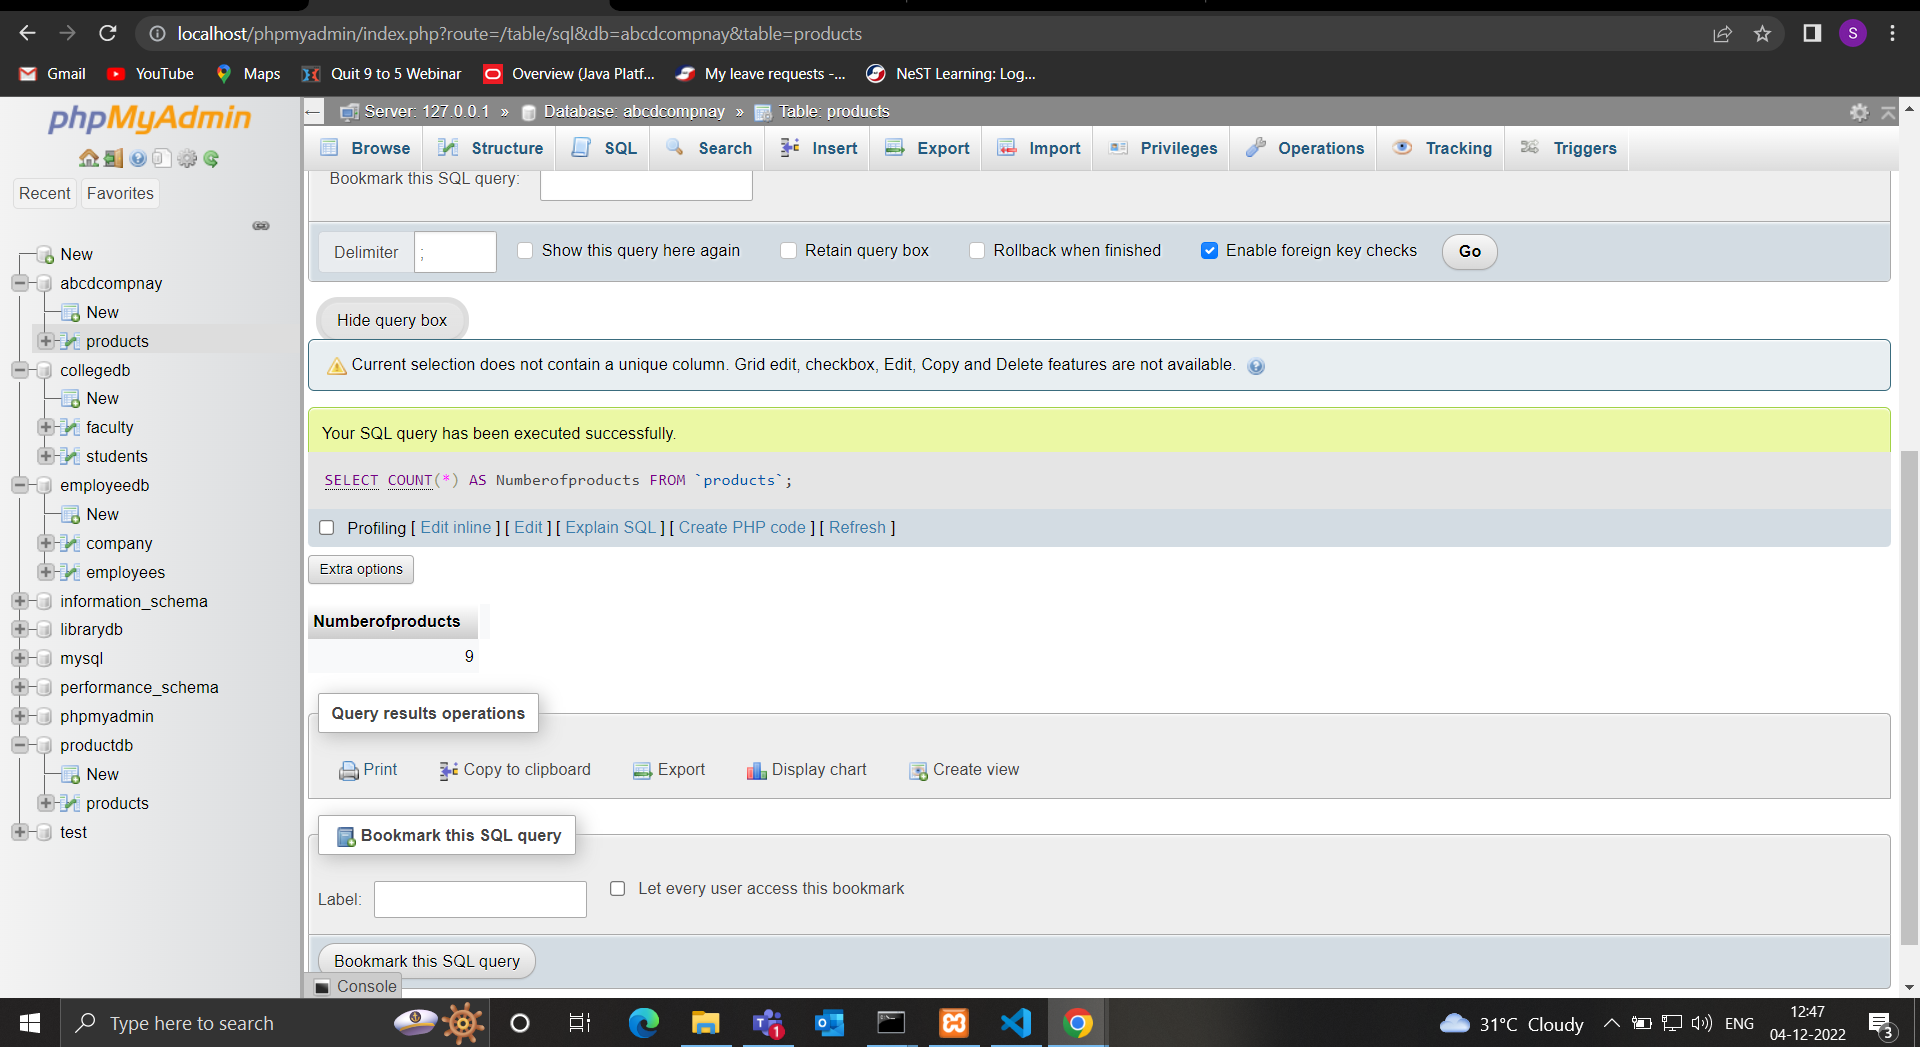 localhost/phpmyadmin/index.php?route=/table/sql&db=abcdcompnay&table=products
S
Gmail YouTube Maps Quit 9 to 5 Webinar Overview (Java Platf... My leave requests -... NeST Learning: Log...
phpMyAdmin
Recent Favorites
New
abcdcompnay
New
products
collegedb
New
faculty
students
employeedb
New
company
employees
information_schema
librarydb
mysql
performance_schema
phpmyadmin
productdb
New
products
test
Server: 127.0.0.1 » Database: abcdcompnay » Table: products
Browse Structure SQL Search Insert Export Import Privileges Operations Tracking Triggers
Bookmark this SQL query:
Delimiter ; Show this query here again Retain query box Rollback when finished Enable foreign key checks Go
Hide query box
Current selection does not contain a unique column. Grid edit, checkbox, Edit, Copy and Delete features are not available.
Your SQL query has been executed successfully.
SELECT COUNT(*) AS Numberofproducts FROM `products`;
Profiling [ Edit inline ] [ Edit ] [ Explain SQL ] [ Create PHP code ] [ Refresh ]
Extra options
Numberofproducts
9
Query results operations
Print Copy to clipboard Export Display chart Create view
Bookmark this SQL query
Label: Let every user access this bookmark
Bookmark this SQL query
Console
Type here to search
1
31°C Cloudy
ENG
12:47
04-12-2022
3